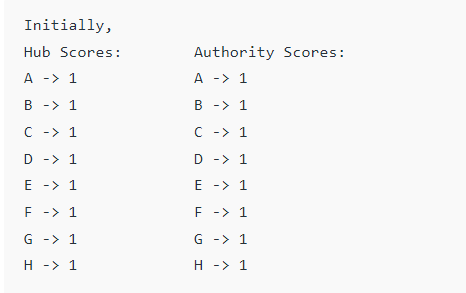 Initially,
Hub Scores: Authority Scores:
A -> 1 A -> 1
B -> 1 B -> 1
C -> 1 C -> 1
D -> 1 D -> 1
E -> 1 E -> 1
F -> 1 F -> 1
G -> 1 G -> 1
H -> 1 H -> 1